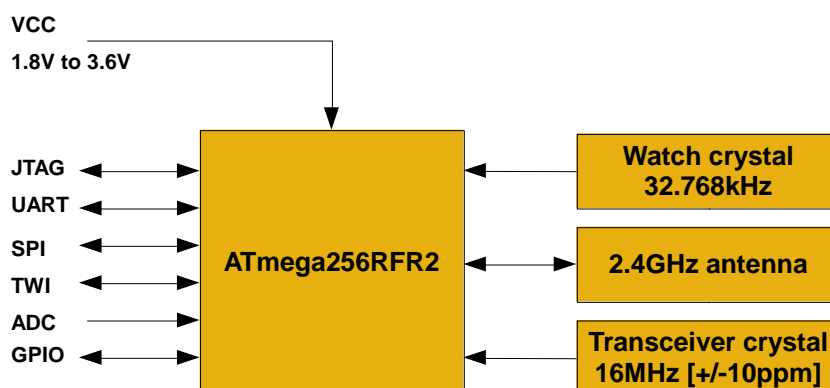 VCC
1.8V to 3.6V
JTAG
UART
SPI
TWI
ADC
GPIO
ATmega256RFR2
Watch crystal
32.768kHz
2.4GHz antenna
Transceiver crystal
16MHz [+/-10ppm]